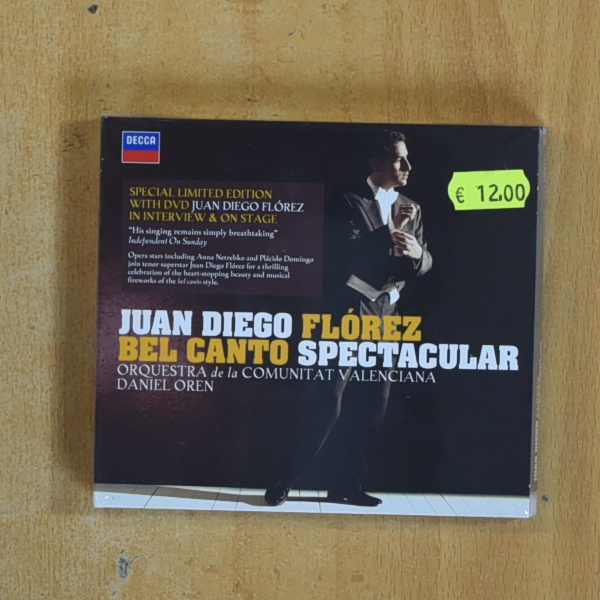 DECCA
SPECIAL LIMITED EDITION
WITH DVD JUAN DIEGO FLÓREZ
IN INTERVIEW & ON STAGE
"His singing remains simply breathtaking"
Independent On Sunday
Opera stars including Anna Netrebko and Plácido Domingo
join tenor superstar Juan Diego Flórez for a thrilling
celebration of the heart-stopping beauty and musical
fireworks of the bel canto style.
€ 12.00
JUAN DIEGO FLÓREZ
BEL CANTO SPECTACULAR
ORQUESTRA de la COMUNITAT VALENCIANA
DANIEL OREN
JUAN DIEGO